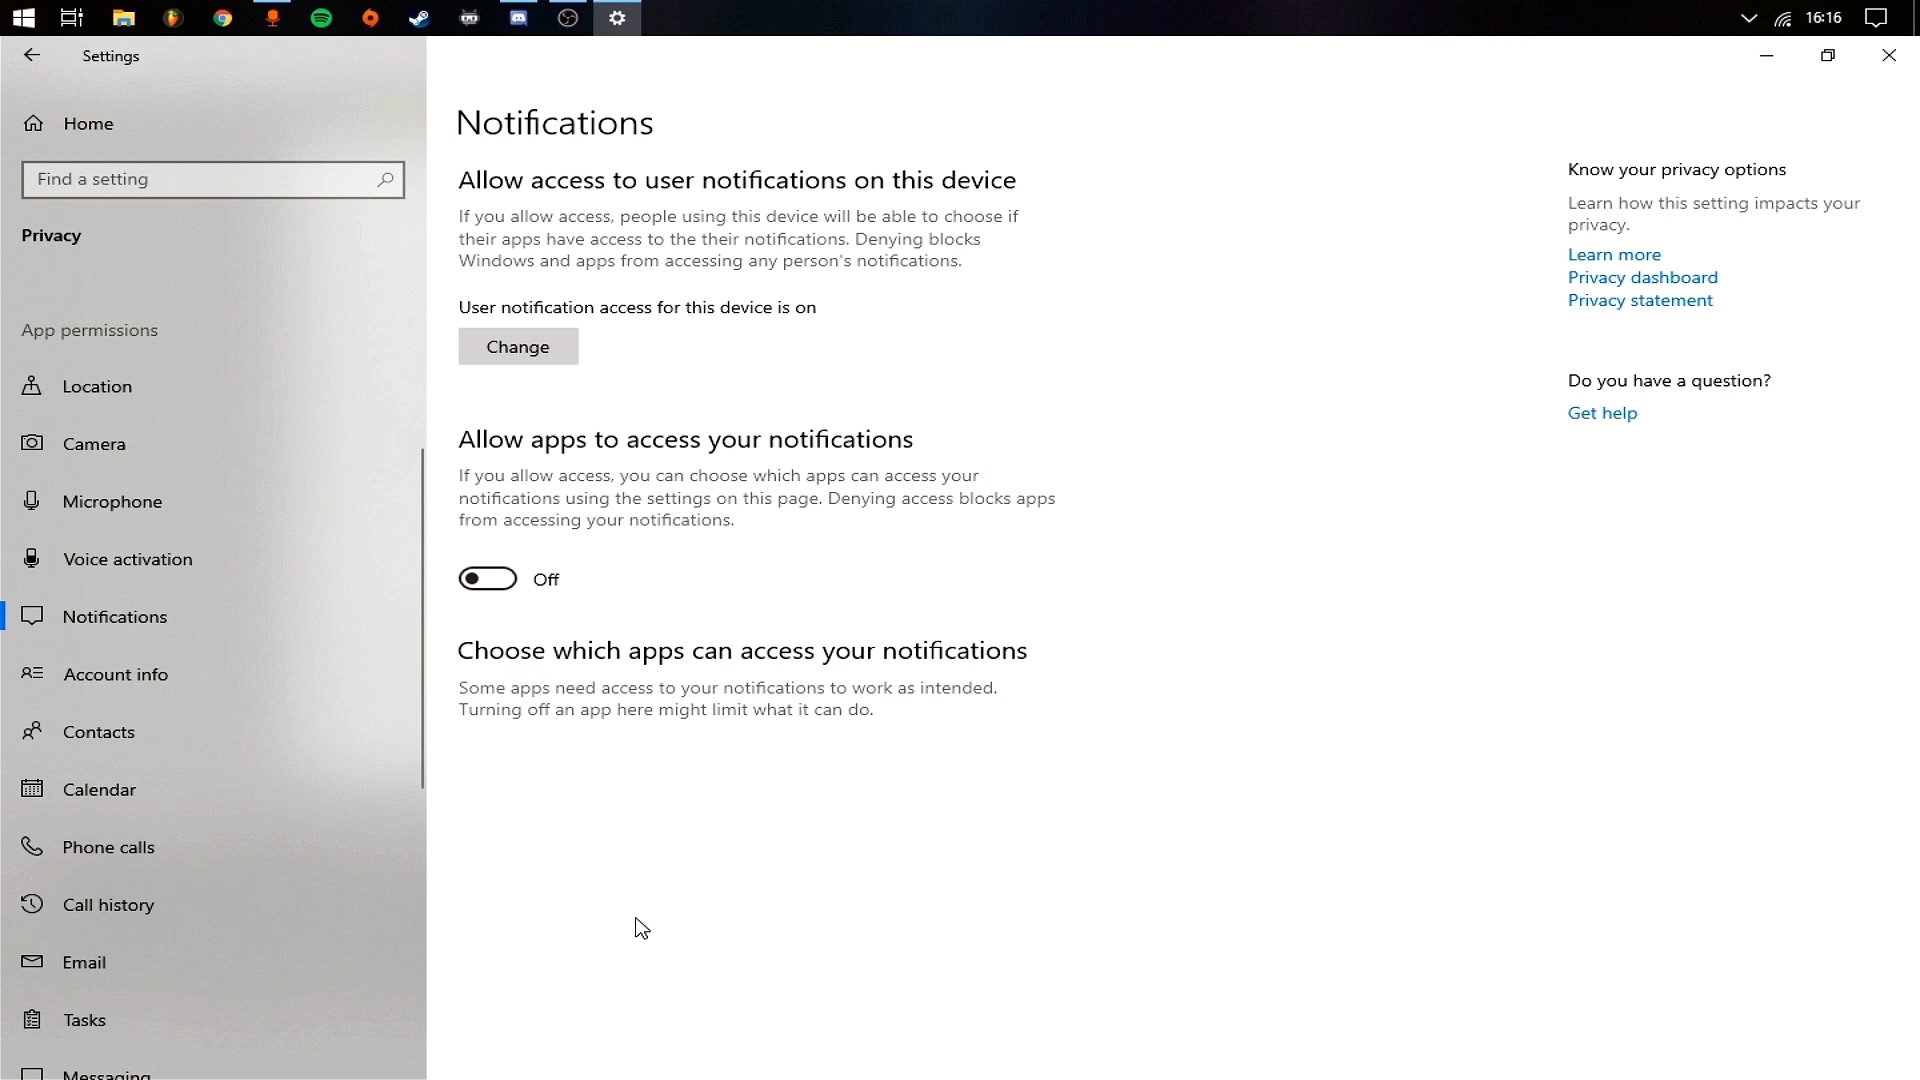 16:16
Settings
Home
Find a setting
Privacy
App permissions
Location
Camera
Microphone
Voice activation
Notifications
Account info
Contacts
Calendar
Phone calls
Call history
Email
Tasks
Messaging
Notifications
Allow access to user notifications on this device
If you allow access, people using this device will be able to choose if
their apps have access to the their notifications. Denying blocks
Windows and apps from accessing any person's notifications.
User notification access for this device is on
Change
Allow apps to access your notifications
If you allow access, you can choose which apps can access your
notifications using the settings on this page. Denying access blocks apps
from accessing your notifications.
Off
Choose which apps can access your notifications
Some apps need access to your notifications to work as intended.
Turning off an app here might limit what it can do.
Know your privacy options
Learn how this setting impacts your
privacy.
Learn more
Privacy dashboard
Privacy statement
Do you have a question?
Get help